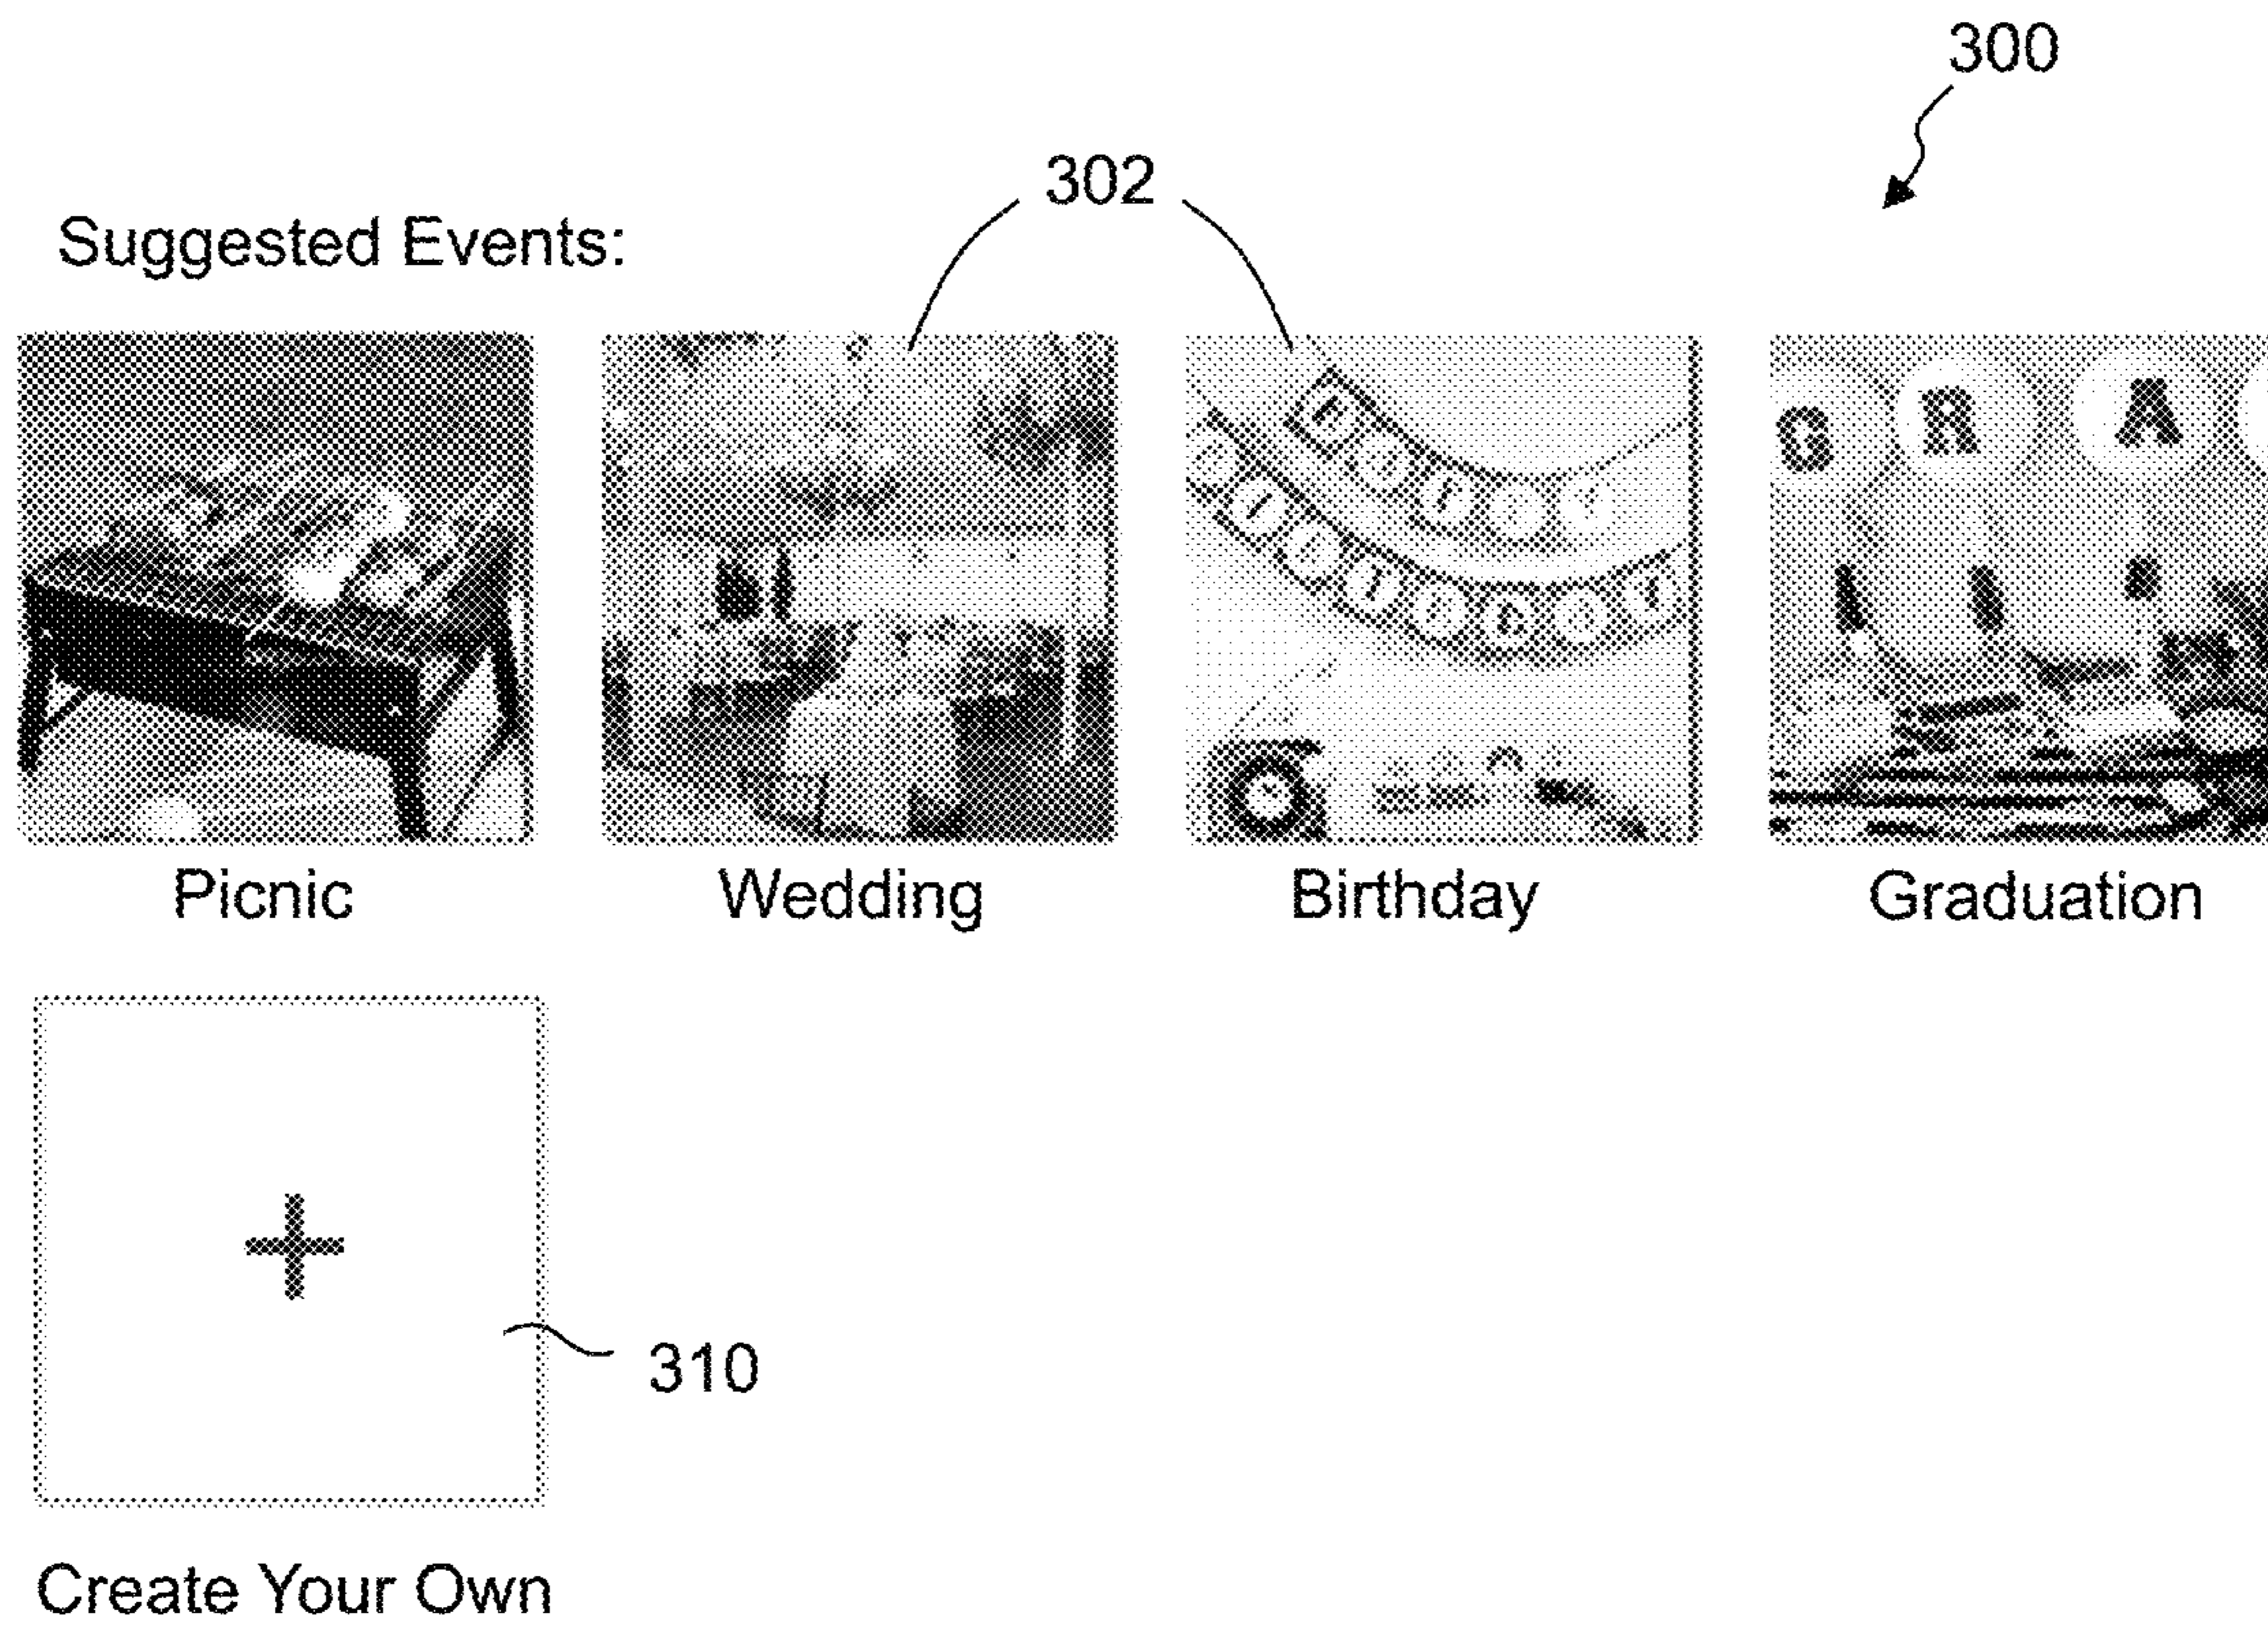 300
302
Suggested Events:
G R A
Picnic Wedding Birthday Graduation
310
Create Your Own